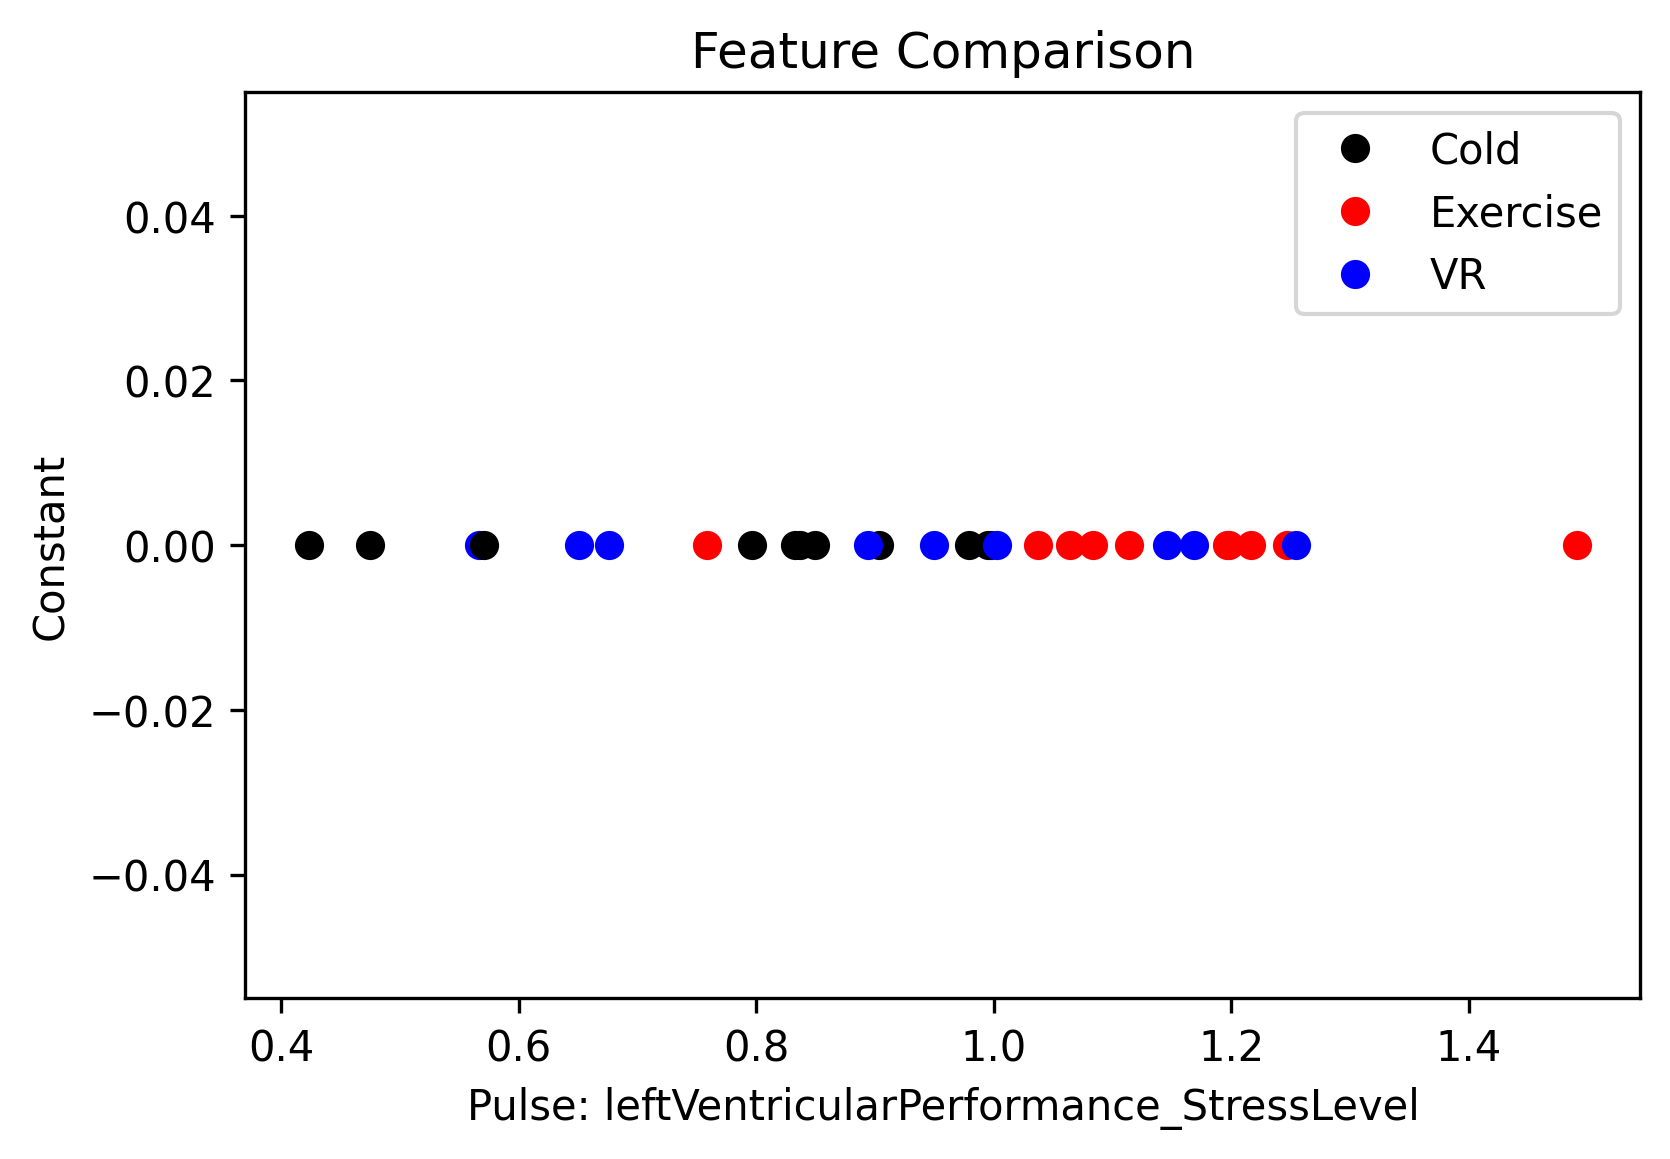 Feature Comparison
Cold
Exercise
VR
0.04
0.02
0.00
−0.02
−0.04
Constant
0.4 0.6 0.8 1.0 1.2 1.4
Pulse: leftVentricularPerformance_StressLevel